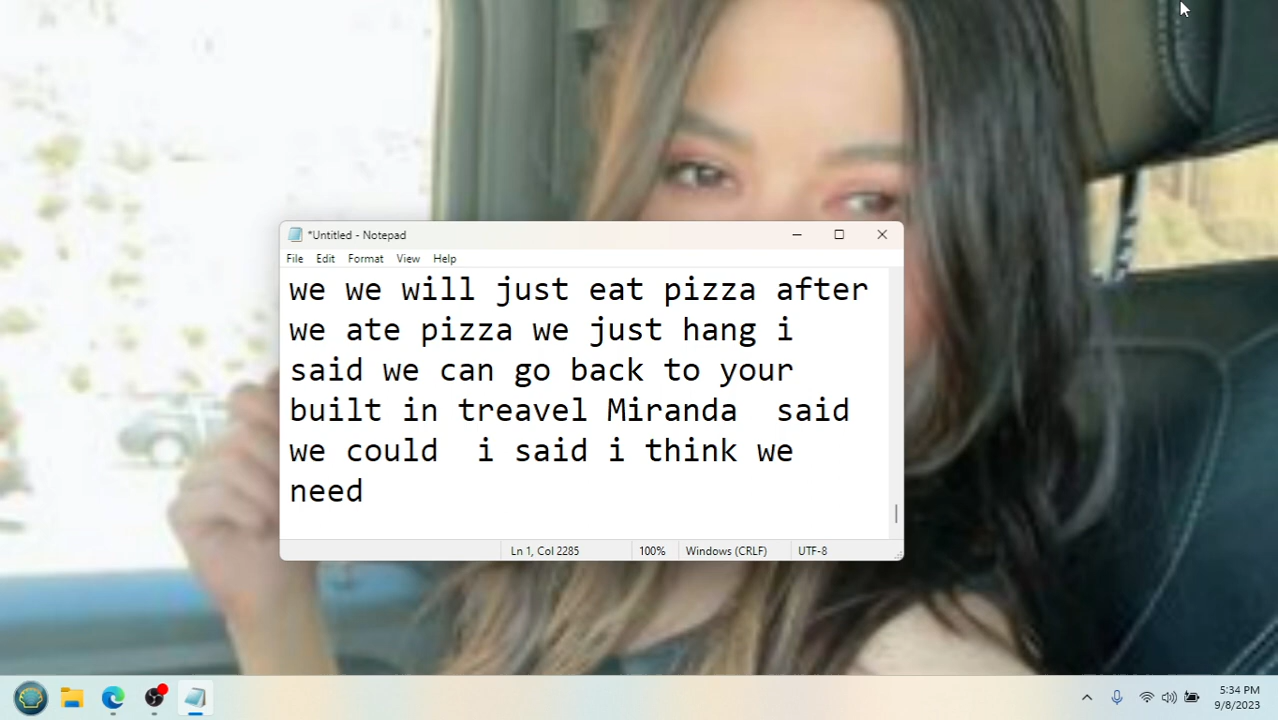 *Untitled - Notepad
File Edit Format View Help
we we will just eat pizza after
we ate pizza we just hang i
said we can go back to your
built in treavel Miranda  said
we could  i said i think we
need
Ln 1, Col 2285 100% Windows (CRLF) UTF-8
5:34 PM
9/8/2023